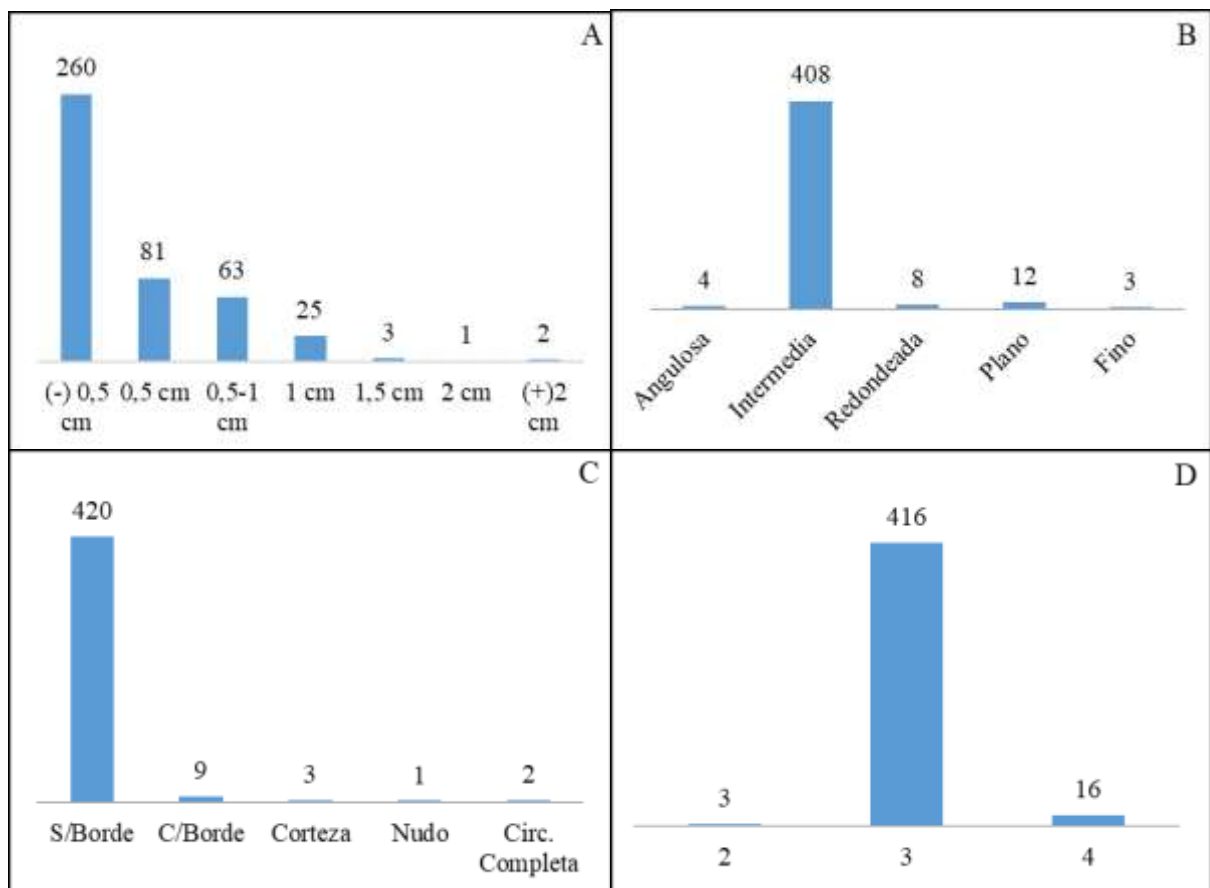 A
260
81
63
25
3
1
2
(-) 0,5 cm
0,5 cm
0,5-1 cm
1 cm
1,5 cm
2 cm
(+)2 cm
B
408
4
8
12
3
Angulosa
Intermedia
Redondeada
Plano
Fino
C
420
9
3
1
2
S/Borde
C/Borde
Corteza
Nudo
Circ. Completa
D
416
3
16
2
3
4